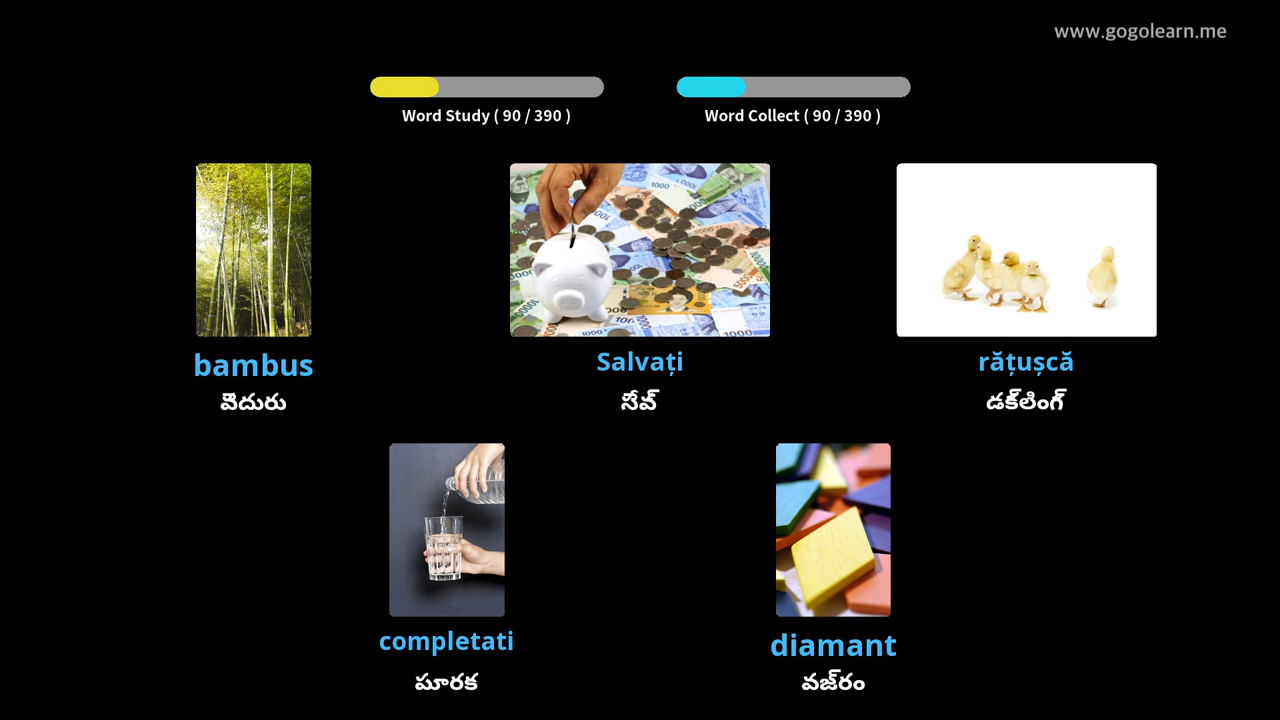 www.gogolearn.me
Word Study ( 90 / 390 )
Word Collect ( 90 / 390 )
bambus
వెదురు
Salvați
సేవ్
rățușcă
డక్‌లింగ్
completati
పూరక
diamant
వజ్రం